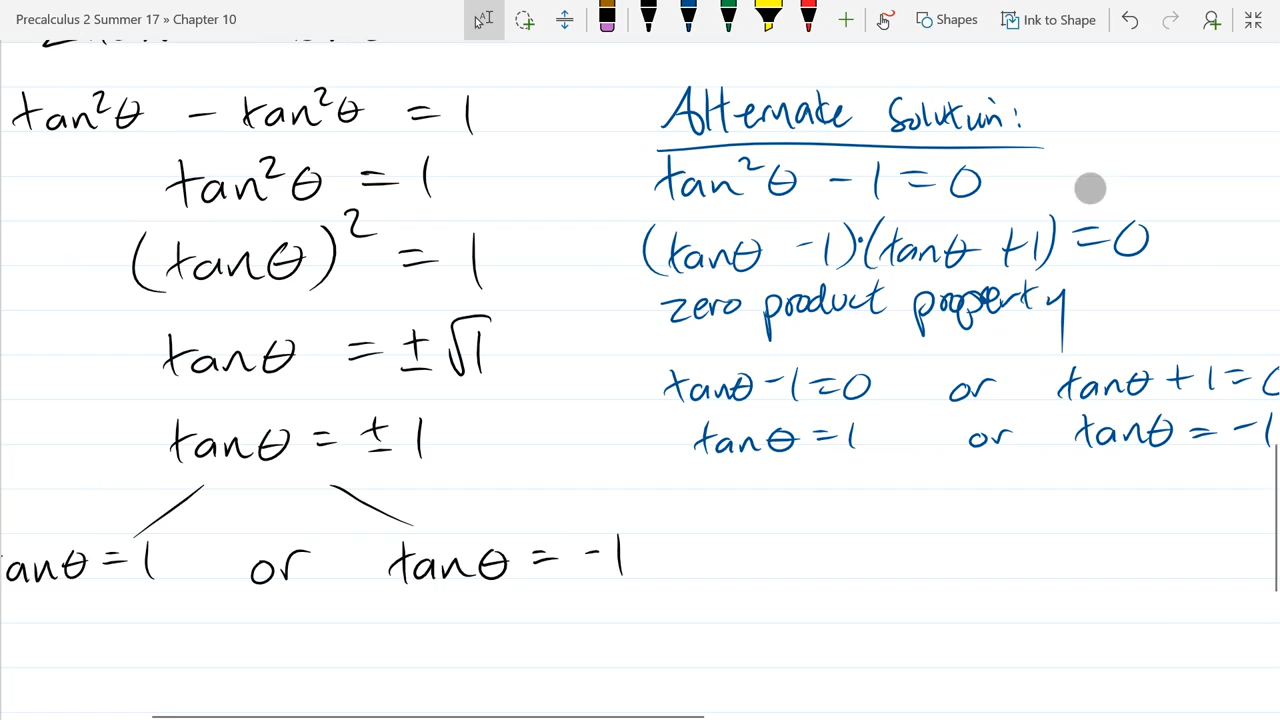 Precalculus 2 Summer 17 » Chapter 10
Shapes
Ink to Shape
tan²θ - tan²θ = 1
tan²θ = 1
(tanθ)² = 1
tanθ = ±√1
tanθ = ± 1
anθ = 1 or tanθ = -1
Alternate Solution:
tan²θ - 1 = 0
(tanθ -1)·(tanθ +1) = 0
zero product property
tanθ -1 = 0 or tanθ + 1 = 0
tanθ = 1 or tanθ = -1